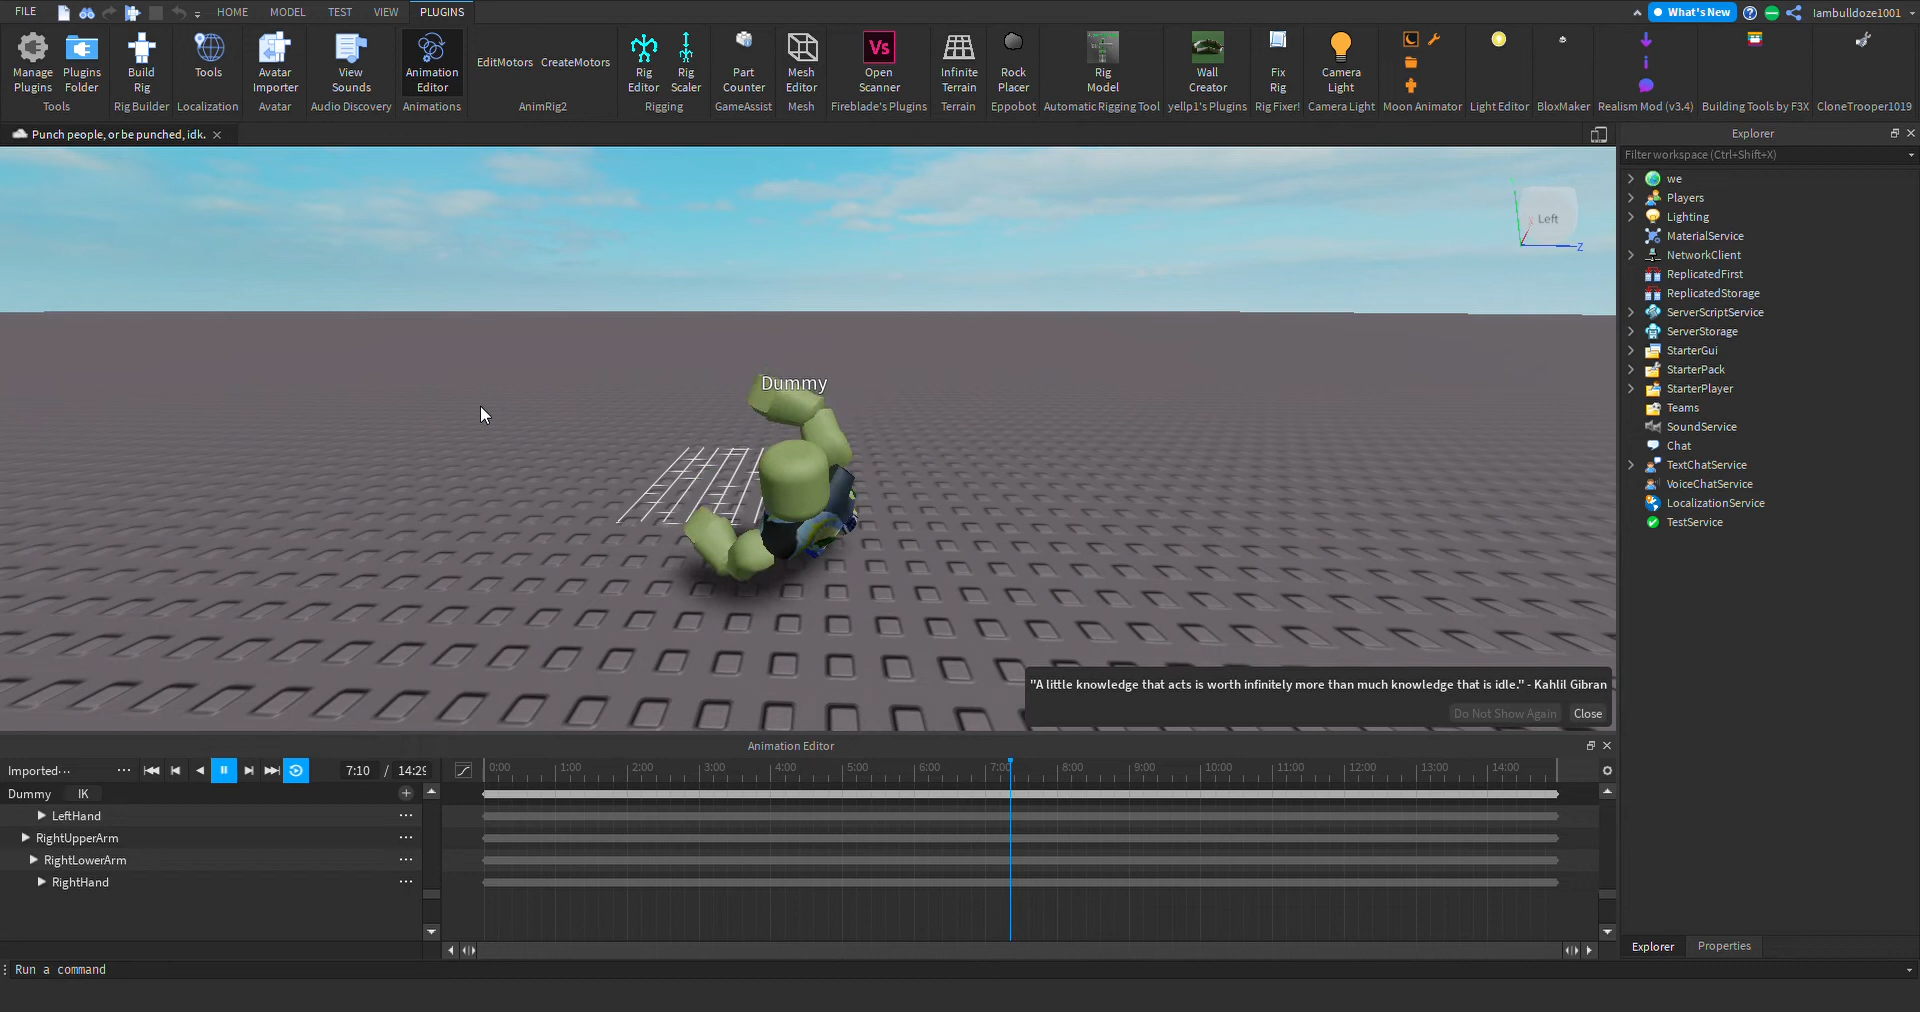 FILE HOME MODEL TEST VIEW PLUGINS What's New Iambulldoze1001
Manage Plugins Plugins Folder Build Rig Tools Avatar Importer View Sounds Animation Editor EditMotors CreateMotors Rig Editor Rig Scaler Part Counter Mesh Editor Vs Open Scanner Infinite Terrain Rock Placer Rig Model Wall Creator Fix Rig Camera Light
Tools Rig Builder Localization Avatar Audio Discovery Animations AnimRig2 Rigging GameAssist Mesh Fireblade's Plugins Terrain Eppobot Automatic Rigging Tool yellp1's Plugins Rig Fixer! Camera Light Moon Animator Light Editor BloxMaker Realism Mod (v3.4) Building Tools by F3X CloneTrooper1019
Punch people, or be punched, idk.
Explorer
Filter workspace (Ctrl+Shift+X)
we
Players
Lighting
MaterialService
NetworkClient
ReplicatedFirst
ReplicatedStorage
ServerScriptService
ServerStorage
StarterGui
StarterPack
StarterPlayer
Teams
SoundService
Chat
TextChatService
VoiceChatService
LocalizationService
TestService
Left
Z
Dummy
"A little knowledge that acts is worth infinitely more than much knowledge that is idle." - Kahlil Gibran
Do Not Show Again Close
Animation Editor
Imported··· 7:10 / 14:29 0:00 1:00 2:00 3:00 4:00 5:00 6:00 7:00 8:00 9:00 10:00 11:00 12:00 13:00 14:00
Dummy IK
LeftHand
RightUpperArm
RightLowerArm
RightHand
Explorer Properties
Run a command